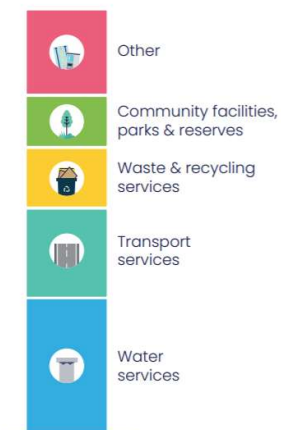 Other
Community facilities,
parks & reserves
Waste & recycling
services
Transport
services
Water
services